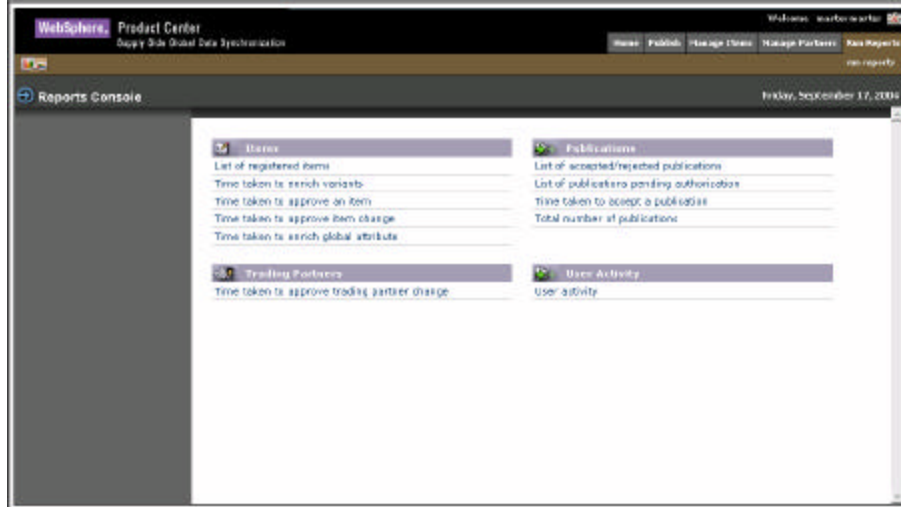 WebSphere. Product Center
Supply Side Global Data Synchronization
Welcome
Home Publish Manage Items Manage Partners Run Reports
run reports
Reports Console
Friday, September 17, 2004
Items
List of registered items
Time taken to enrich variants
Time taken to approve an item
Time taken to approve item change
Time taken to enrich global attribute
Publications
List of accepted/rejected publications
List of publications pending authorization
Time taken to accept a publication
Total number of publications
Trading Partners
Time taken to approve trading partner change
User Activity
User activity